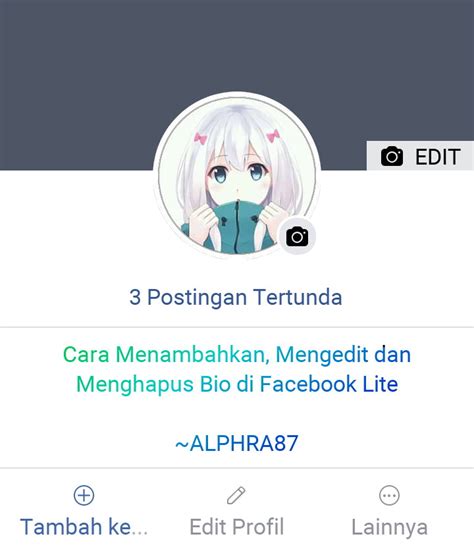 EDIT
3 Postingan Tertunda
Cara Menambahkan, Mengedit dan
Menghapus Bio di Facebook Lite
~ALPHRA87
Tambah ke... Edit Profil Lainnya